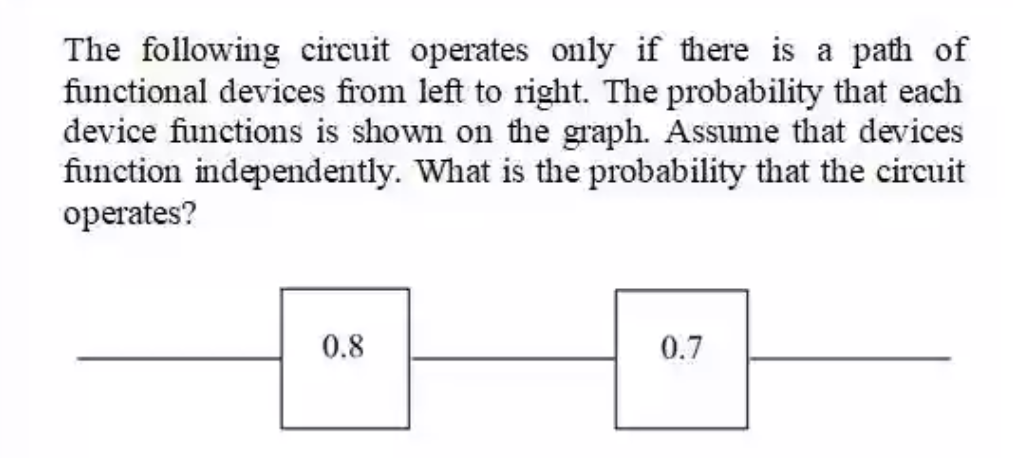 The following circuit operates only if there is a path of
functional devices from left to right. The probability that each
device functions is shown on the graph. Assume that devices
function independently. What is the probability that the circuit
operates?
0.8
0.7